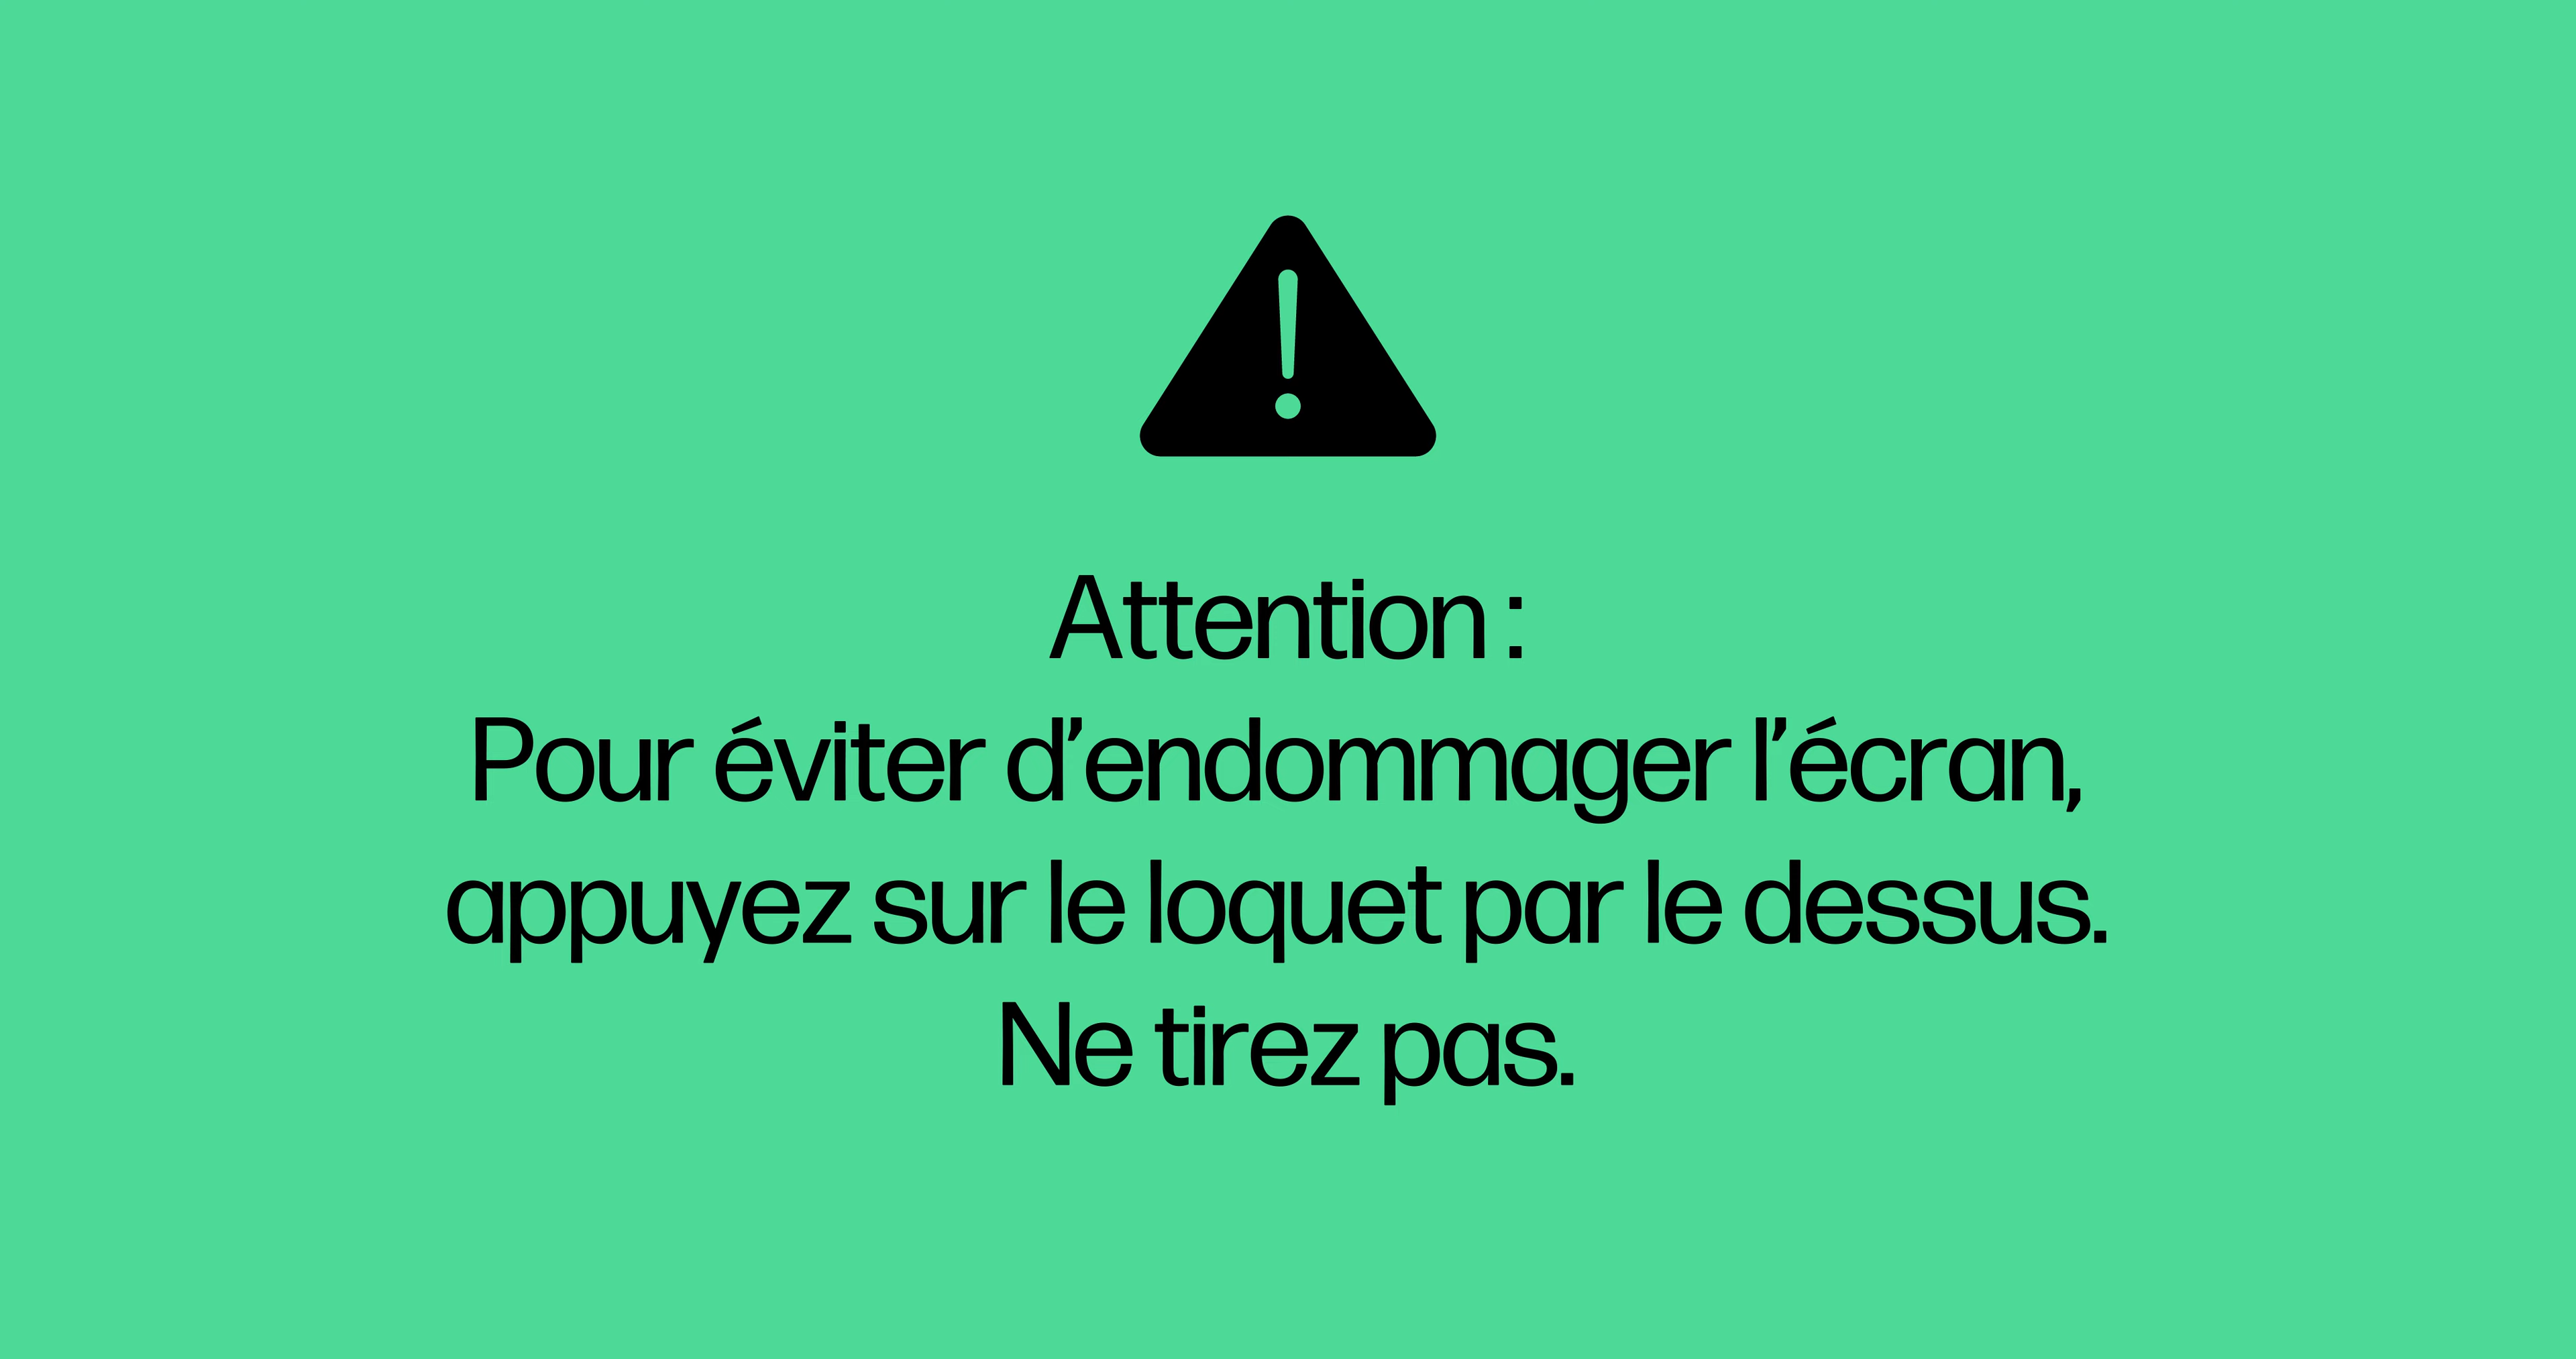 Attention :
Pour éviter d’endommager l’écran,
appuyez sur le loquet par le dessus.
Ne tirez pas.